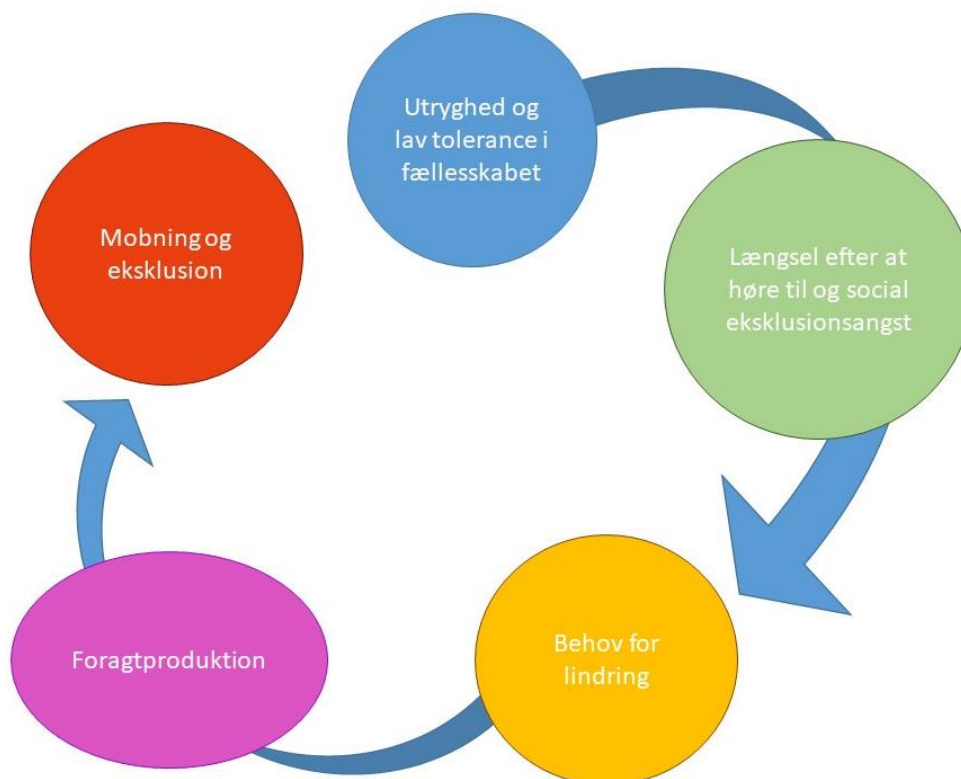 Utryghed og
lav tolerance i
fællesskabet
Længsel efter at
høre til og social
eksklusionsangst
Behov for
lindring
Foragtproduktion
Mobning og
eksklusion